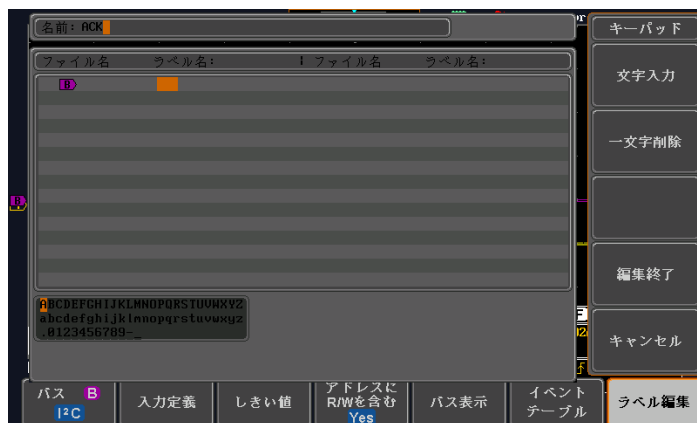 名前: ACK
キーパッド
ファイル名 ラベル名: ファイル名 ラベル名:
B
文字入力
一文字削除
B
編集終了
キャンセル
ABCDEFGHIJKLMNOPQRSTUVWXYZ
abcdefghijklmnopqrstuvwxyz
.0123456789-_
バス B
I²C
入力定義
しきい値
アドレスに
R/Wを含む
Yes
バス表示
イベント
テーブル
ラベル編集